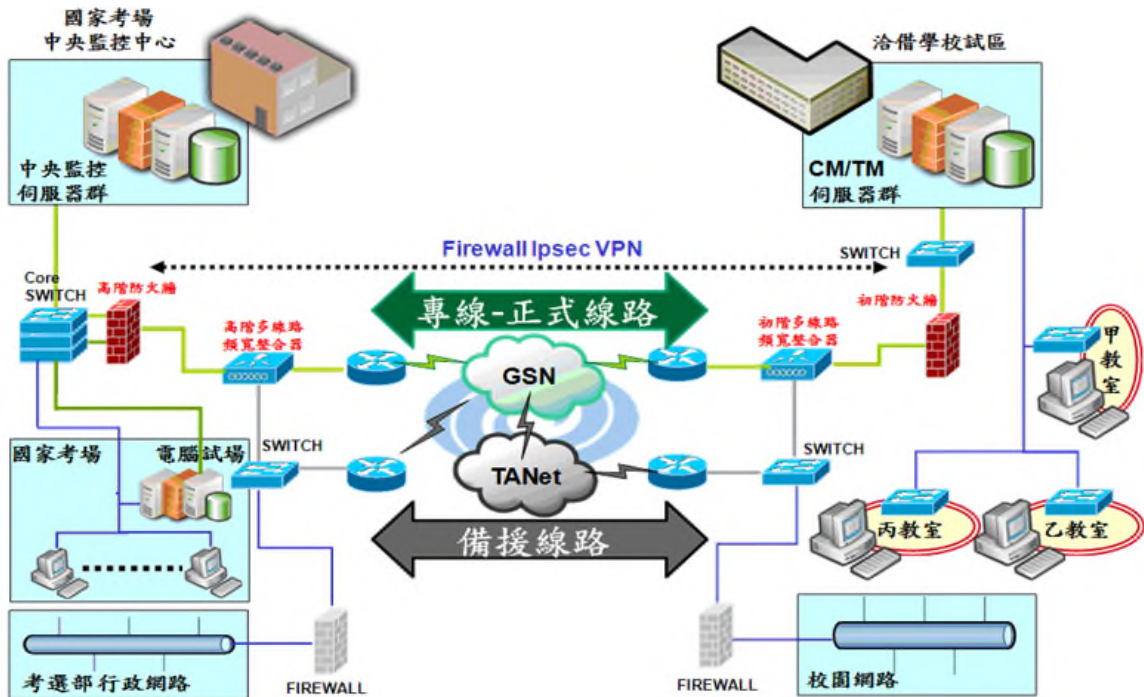 國家考場
中央監控中心
洽借學校試區
中央監控
伺服器群
CM/TM
伺服器群
Firewall Ipsec VPN
SWITCH
Core
SWITCH
高階防火牆
專線-正式線路
初階防火牆
高階多線路
頻寬整合器
初階多線路
頻寬整合器
甲教室
GSN
國家考場
電腦試場
SWITCH
SWITCH
TANet
丙教室
乙教室
備援線路
考選部行政網路
FIREWALL
FIREWALL
校園網路